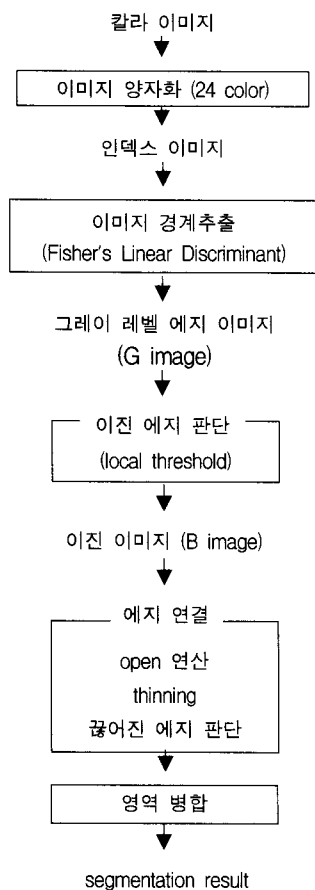 칼라 이미지
이미지 양자화 (24 color)
인덱스 이미지
이미지 경계추출
(Fisher's Linear Discriminant)
그레이 레벨 에지 이미지
(G image)
이진 에지 판단
(local threshold)
이진 이미지 (B image)
에지 연결
open 연산
thinning
끊어진 에지 판단
영역 병합
segmentation result